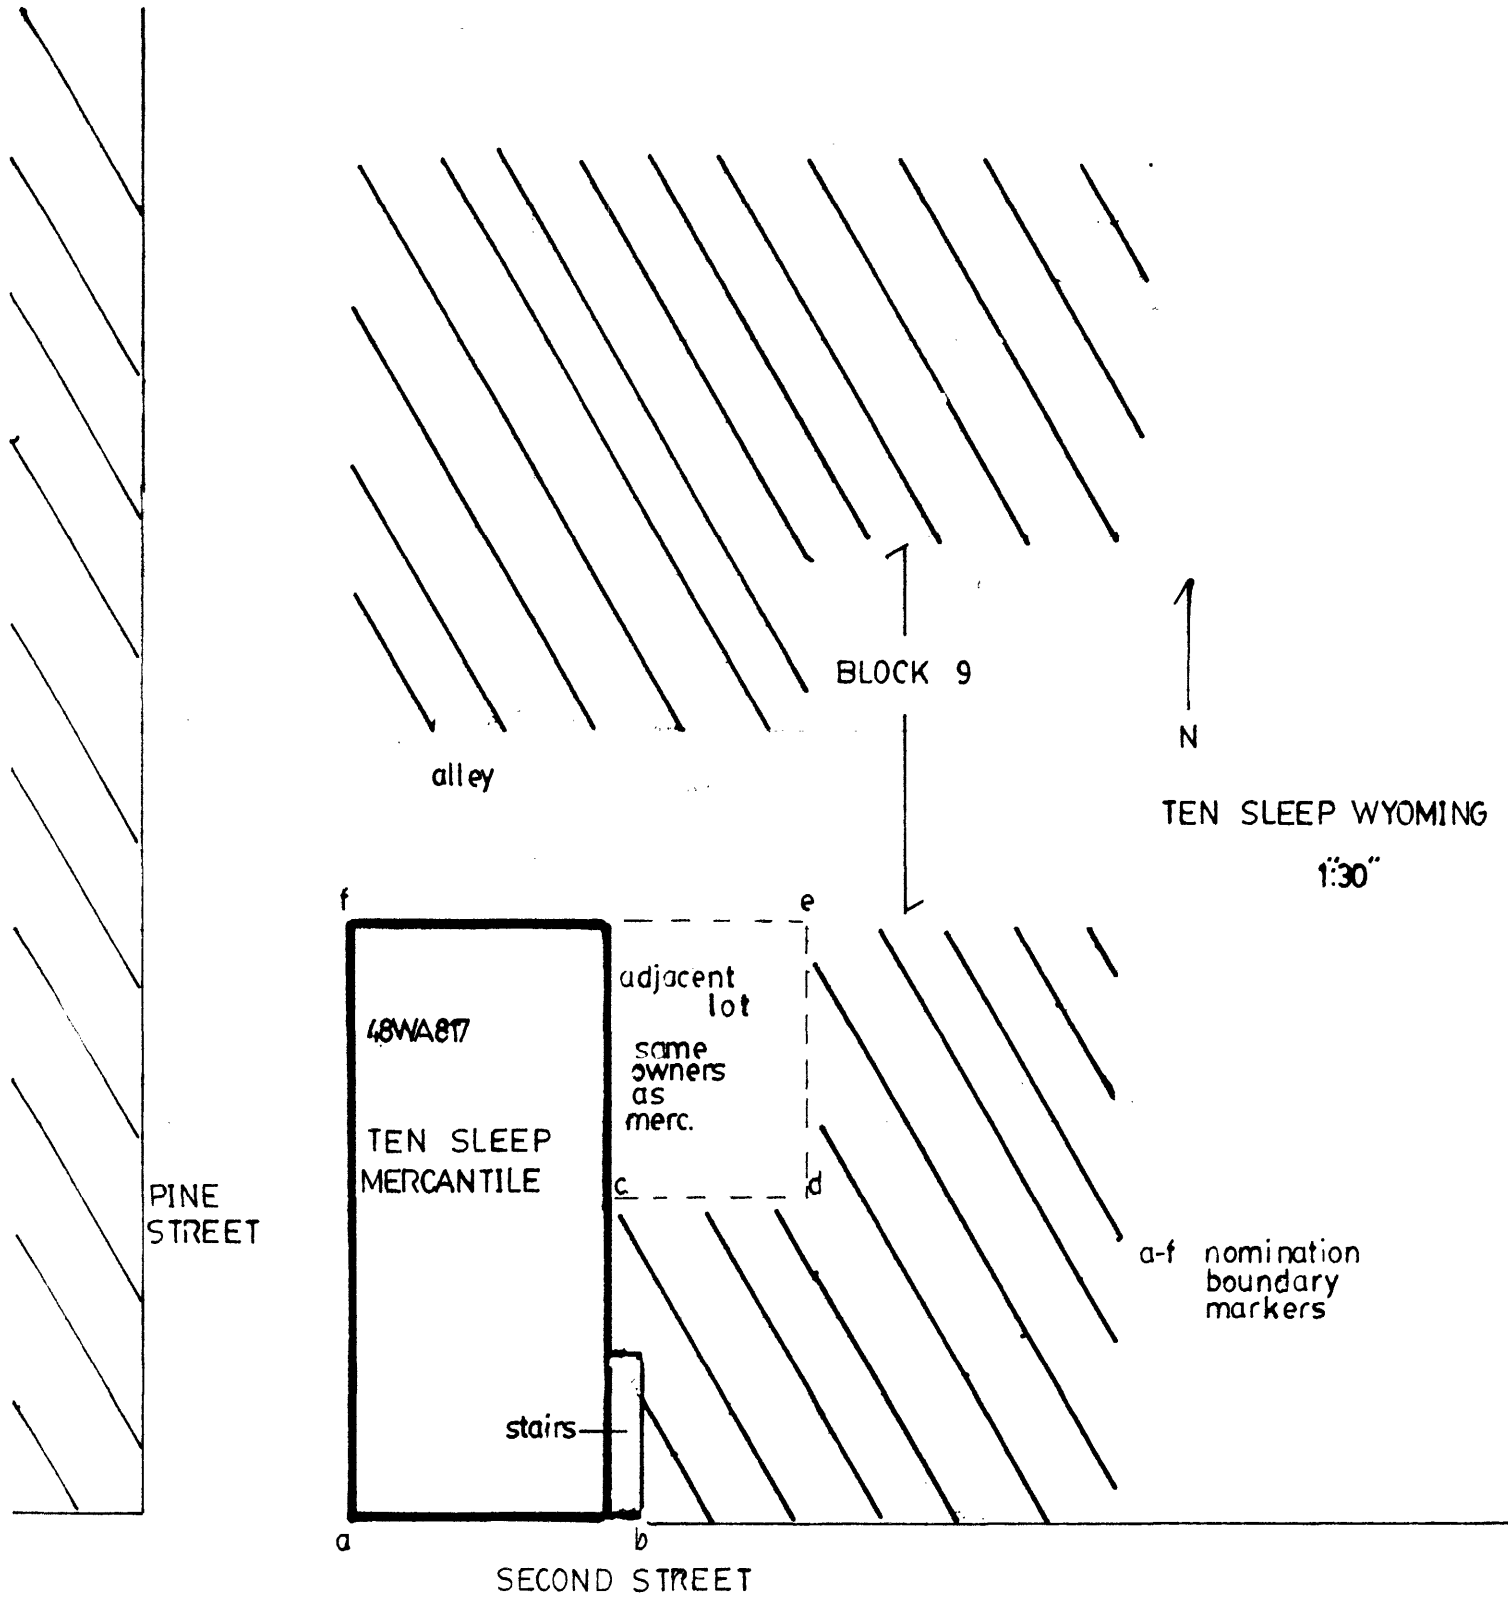 BLOCK 9
N
alley
TEN SLEEP WYOMING
1":30"
f
e
adjacent
lot
48WA817
same
owners
as
merc.
TEN SLEEP
MERCANTILE
c
d
PINE
STREET
a-f nomination
boundary
markers
stairs
a
b
SECOND STREET